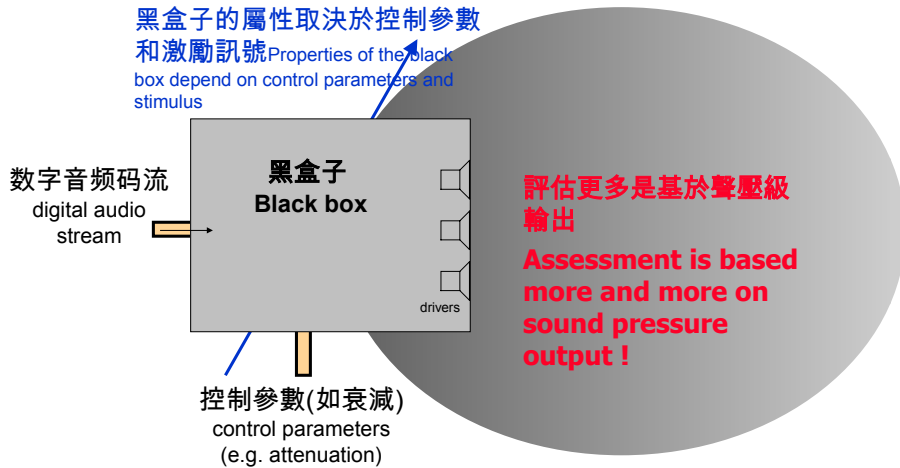 黑盒子的屬性取決於控制參數
和激勵訊號Properties of the black
box depend on control parameters and
stimulus
数字音频码流
digital audio
stream
黑盒子
Black box
drivers
評估更多是基於聲壓級
輸出
Assessment is based
more and more on
sound pressure
output !
控制參數(如衰減)
control parameters
(e.g. attenuation)